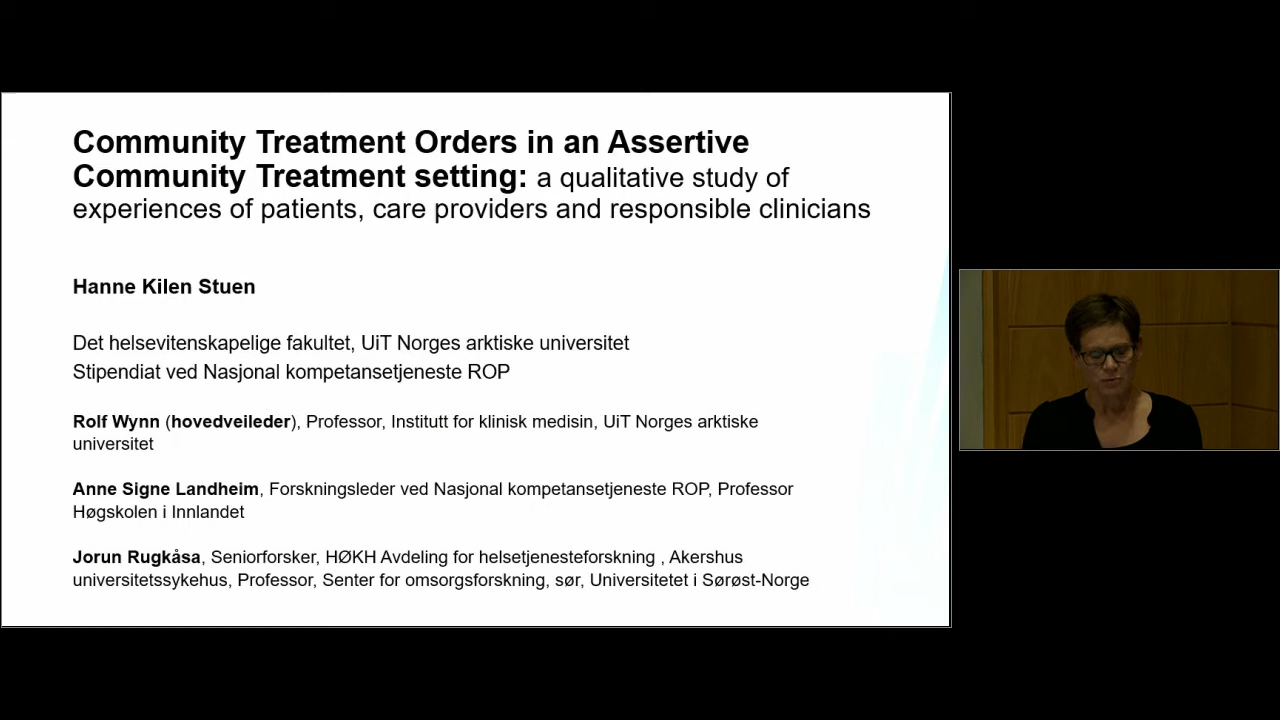 Community Treatment Orders in an Assertive
Community Treatment setting: a qualitative study of
experiences of patients, care providers and responsible clinicians
Hanne Kilen Stuen
Det helsevitenskapelige fakultet, UiT Norges arktiske universitet
Stipendiat ved Nasjonal kompetansetjeneste ROP
Rolf Wynn (hovedveileder), Professor, Institutt for klinisk medisin, UiT Norges arktiske
universitet
Anne Signe Landheim, Forskningsleder ved Nasjonal kompetansetjeneste ROP, Professor
Høgskolen i Innlandet
Jorun Rugkåsa, Seniorforsker, HØKH Avdeling for helsetjenesteforskning , Akershus
universitetssykehus, Professor, Senter for omsorgsforskning, sør, Universitetet i Sørøst-Norge